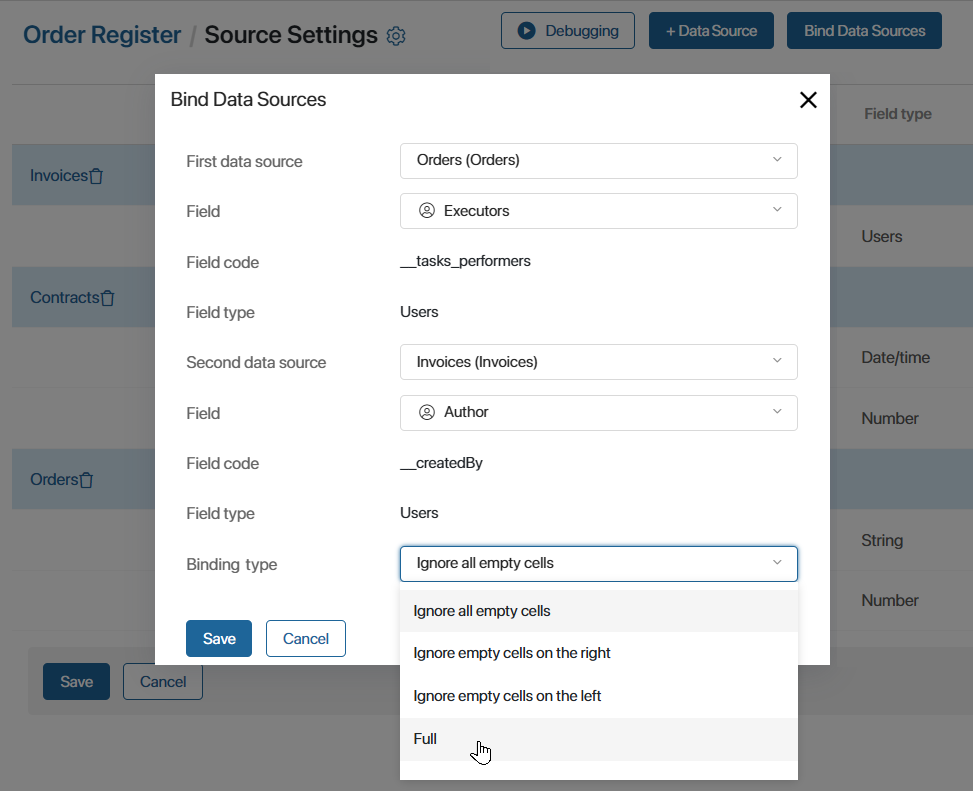 Order Register / Source Settings
Debugging
+ Data Source
Bind Data Sources
Bind Data Sources
Field type
First data source
Orders (Orders)
Invoices
Field
Executors
Users
Field code
__tasks_performers
Contracts
Field type
Users
Second data source
Invoices (Invoices)
Date/time
Field
Author
Number
Field code
__createdBy
Orders
Field type
Users
String
Binding type
Ignore all empty cells
Number
Ignore all empty cells
Ignore empty cells on the right
Ignore empty cells on the left
Full
Save
Cancel
Save
Cancel